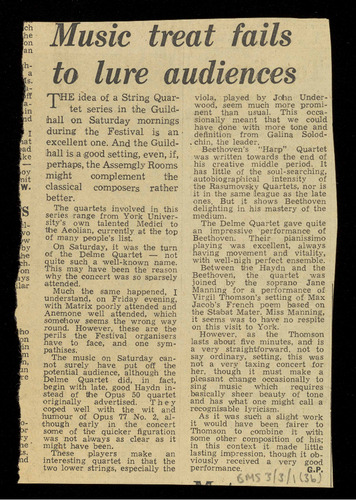 Music treat fails
to lure audiences
THE idea of a String Quar-
tet series in the Guild-
hall on Saturday mornings
during the Festival is an
excellent one. And the Guild-
hall is a good setting, even, if,
perhaps, the Assemgly Rooms
might complement the
classical composers rather
better.
The quartets involved in this
series range from York Univer-
sity's own talented Medici to
the Aeolian, currently at the top
of many people's list.
On Saturday, it was the turn
of the Delme Quartet — not
quite such a well-known name.
This may have been the reason
why the concert was so sparsely
attended.
Much the same happened, I
understand, on Friday evening,
with Matrix poorly attended and
Anemone well attended, which
somehow seems the wrong way
round. However, these are the
perils the Festival organisers
have to face, and one sym-
pathises.
The music on Saturday can-
not surely have put off the
potential audience, although the
Delme Quartet did, in fact,
begin with late, good Haydn in-
stead of the Opus 50 quartet
originally advertised. They
coped well with the wit and
humour of Opus 77 No. 2, al-
though early in the concert
some of the quicker figuration
was not always as clear as it
might have been.
These players make an
interesting quartet in that the
two lower strings, especially the
viola, played by John Under-
wood, seem much more promi-
nent than usual. This occa-
sionally meant that we could
have done with more tone and
definition from Galina Solod-
chin, the leader.
Beethoven's "Harp" Quartet
was written towards the end of
his creative middle period. It
has little of the soul-searching,
autobiographical intensity of
the Rasumovsky Quartets, nor is
it in the same league as the late
ones. But it shows Beethoven
delighting in his mastery of the
medium.
The Delme Quartet gave quite
an impressive performance of
Beethoven. Their pianissimo
playing was excellent, always
having movement and vitality,
with well-nigh perfect ensemble.
Between the Haydn and the
Beethoven, the quartet was
joined by the soprano Jane
Manning for a performance of
Virgil Thomson's setting of Max
Jacob's French poem based on
the Stabat Mater. Miss Manning,
it seems was to have no respite
on this visit to York.
However, as the Thomson
lasts about five minutes, and is
a very straightforward, not to
say ordinary, setting, this was
not a very taxing concert for
her, though it must make a
pleasant change occasionally to
sing music which requires
basically sheer beauty of tone
and has what one might call a
recognisable lyricism.
As it was such a slight work
it would have been fairer to
Thomson to combine it with
some other composition of his;
in this context it made little
lasting impression, though it ob-
viously received a very good
performance. G.P.
GMS 3/3/1 (36)